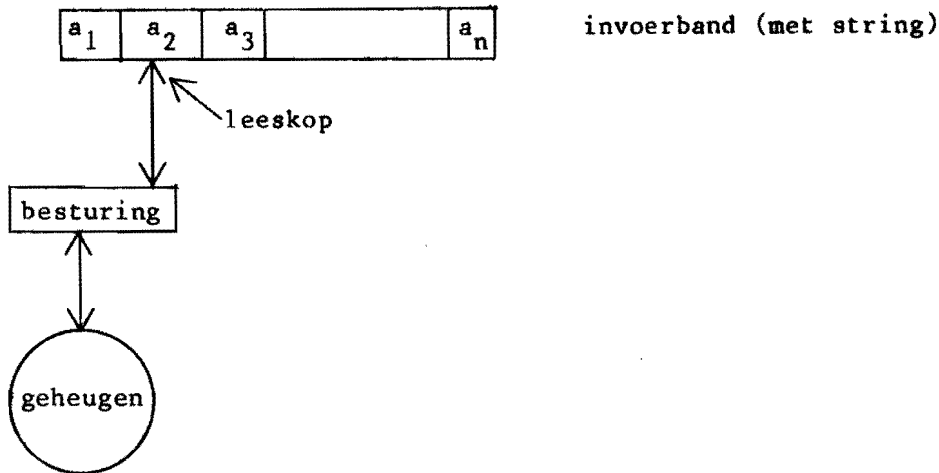 a1 a2 a3 an invoerband (met string)
leeskop
besturing
geheugen